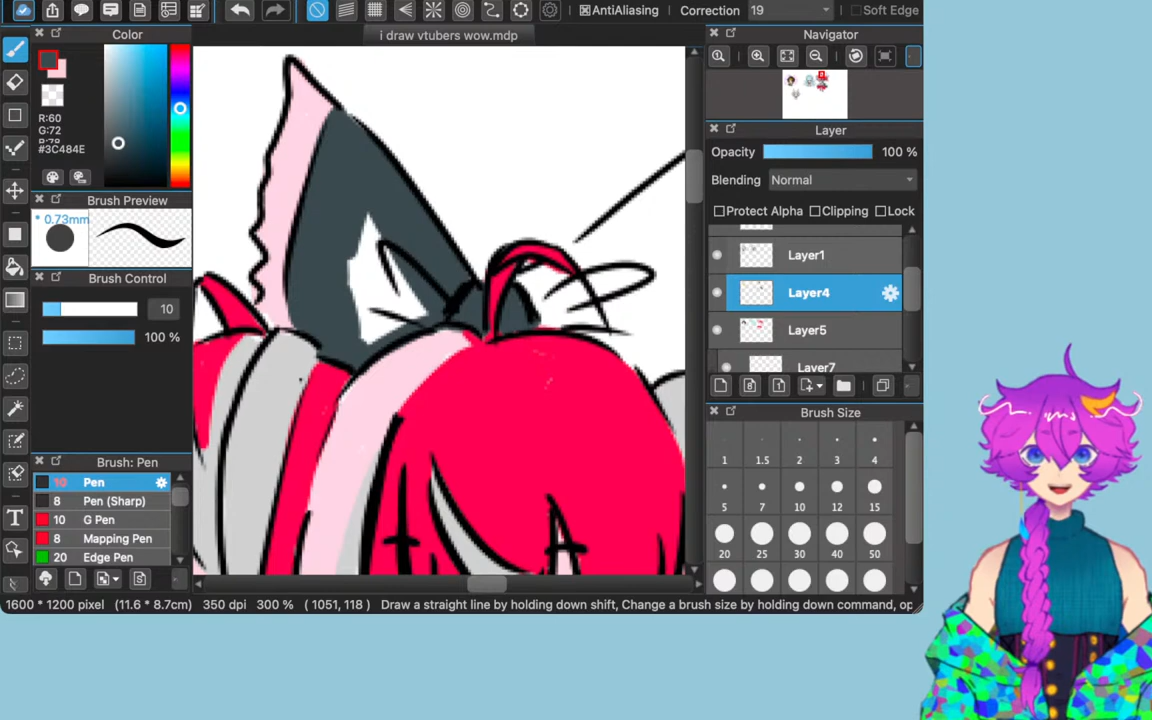 AntiAliasing
Correction
19
Soft Edge
i draw vtubers wow.mdp
Color
R:60
G:72
B:78
#3C484E
Brush Preview
* 0.73mm
Brush Control
10
100 %
Brush: Pen
10 Pen
8 Pen (Sharp)
10 G Pen
8 Mapping Pen
20 Edge Pen
Navigator
Layer
Opacity 100 %
Blending Normal
Protect Alpha Clipping Lock
Layer1
Layer4
Layer5
Layer7
Brush Size
1 1.5 2 3 4
5 7 10 12 15
20 25 30 40 50
1600 * 1200 pixel (11.6 * 8.7cm) 350 dpi 300 % ( 1051, 118 ) Draw a straight line by holding down shift, Change a brush size by holding down command, op